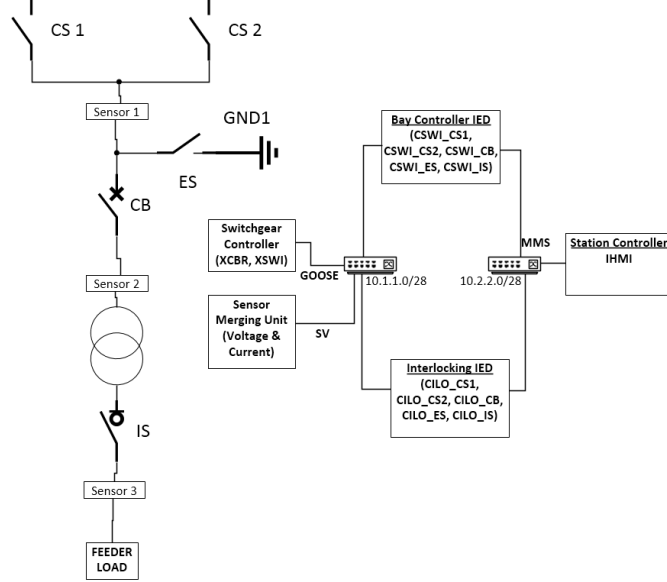 CS 1
CS 2
Sensor 1
GND1
ES
CB
Sensor 2
IS
Sensor 3
FEEDER
LOAD
Bay Controller IED
(CSWI_CS1,
CSWI_CS2, CSWI_CB,
CSWI_ES, CSWI_IS)
Switchgear
Controller
(XCBR, XSWI)
GOOSE
10.1.1.0/28
Sensor
Merging Unit
(Voltage &
Current)
SV
MMS
10.2.2.0/28
Station Controller
IHMI
Interlocking IED
(CILO_CS1,
CILO_CS2, CILO_CB,
CILO_ES, CILO_IS)